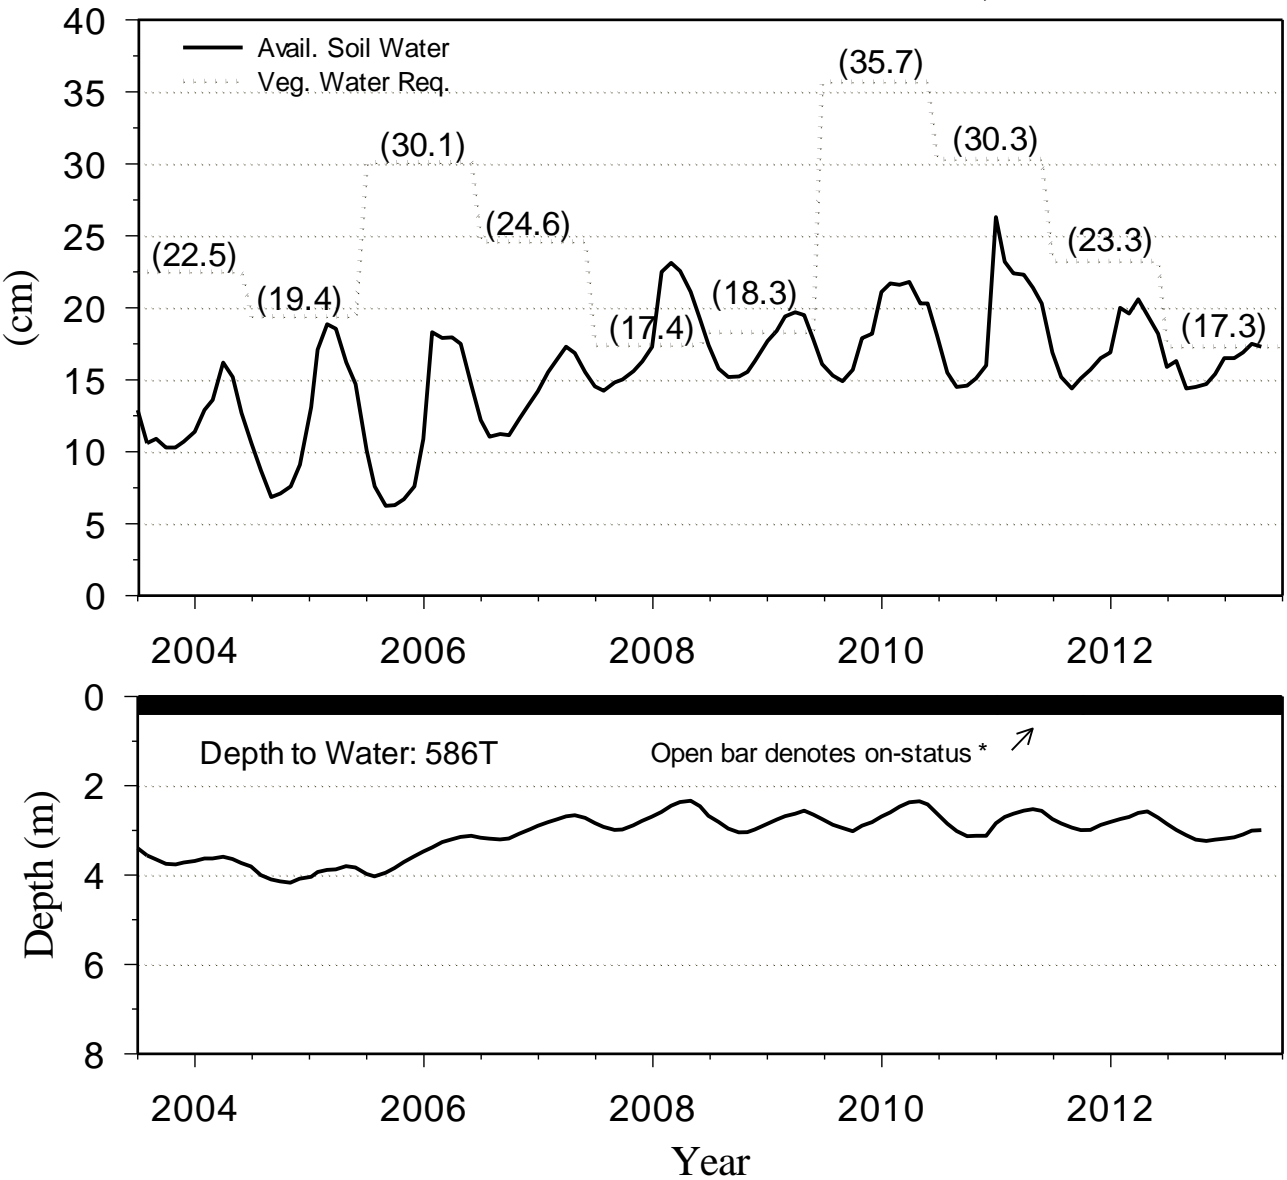 40
Avail. Soil Water
Veg. Water Req.
35
30
25
20
15
10
5
0
(cm)
(22.5)
(19.4)
(30.1)
(24.6)
(17.4)
(18.3)
(35.7)
(30.3)
(23.3)
(17.3)
2004 2006 2008 2010 2012
0
2
4
6
8
Depth (m)
Depth to Water: 586T
Open bar denotes on-status *
2004 2006 2008 2010 2012
Year